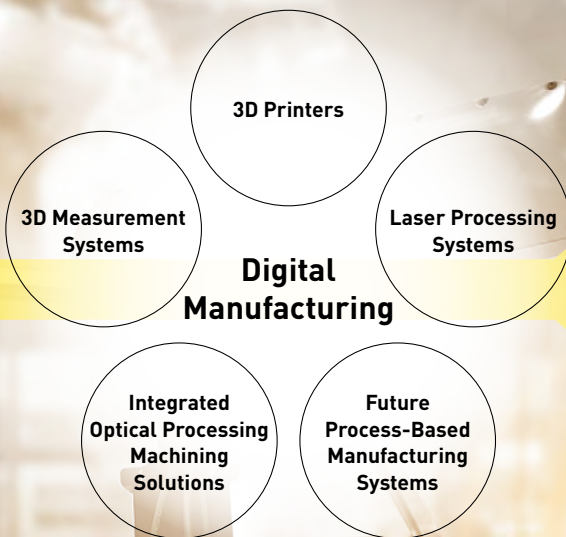 3D Printers
3D Measurement
Systems
Laser Processing
Systems
Digital
Manufacturing
Integrated
Optical Processing
Machining
Solutions
Future
Process-Based
Manufacturing
Systems